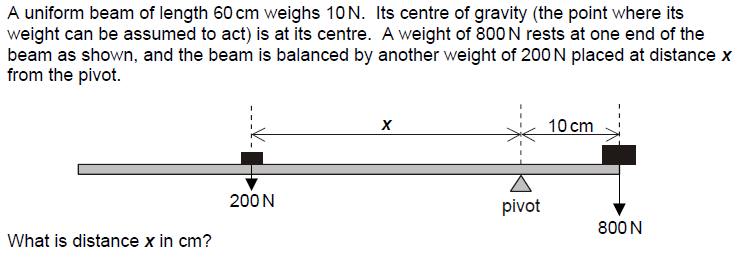 A uniform beam of length 60 cm weighs 10 N.  Its centre of gravity (the point where its
weight can be assumed to act) is at its centre.  A weight of 800 N rests at one end of the
beam as shown, and the beam is balanced by another weight of 200 N placed at distance x
from the pivot.
x
10 cm
200 N
pivot
800 N
What is distance x in cm?